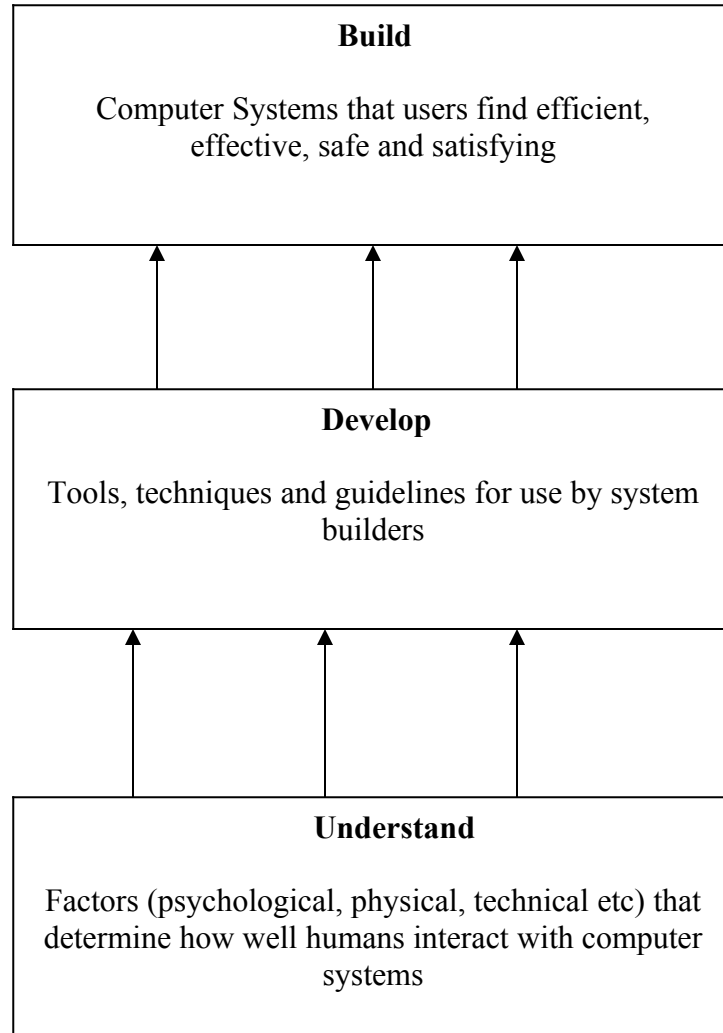 Build
Computer Systems that users find efficient,
effective, safe and satisfying
Develop
Tools, techniques and guidelines for use by system
builders
Understand
Factors (psychological, physical, technical etc) that
determine how well humans interact with computer
systems